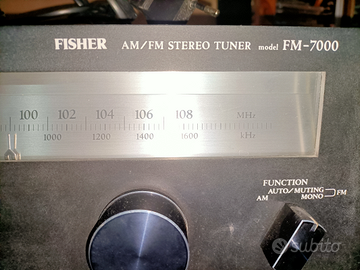 FISHER AM/FM STEREO TUNER model FM-7000
100 102 104 106 108 MHz
1000 1200 1400 1600 kHz
FUNCTION
AUTO/MUTING
MONO FM
AM
subito